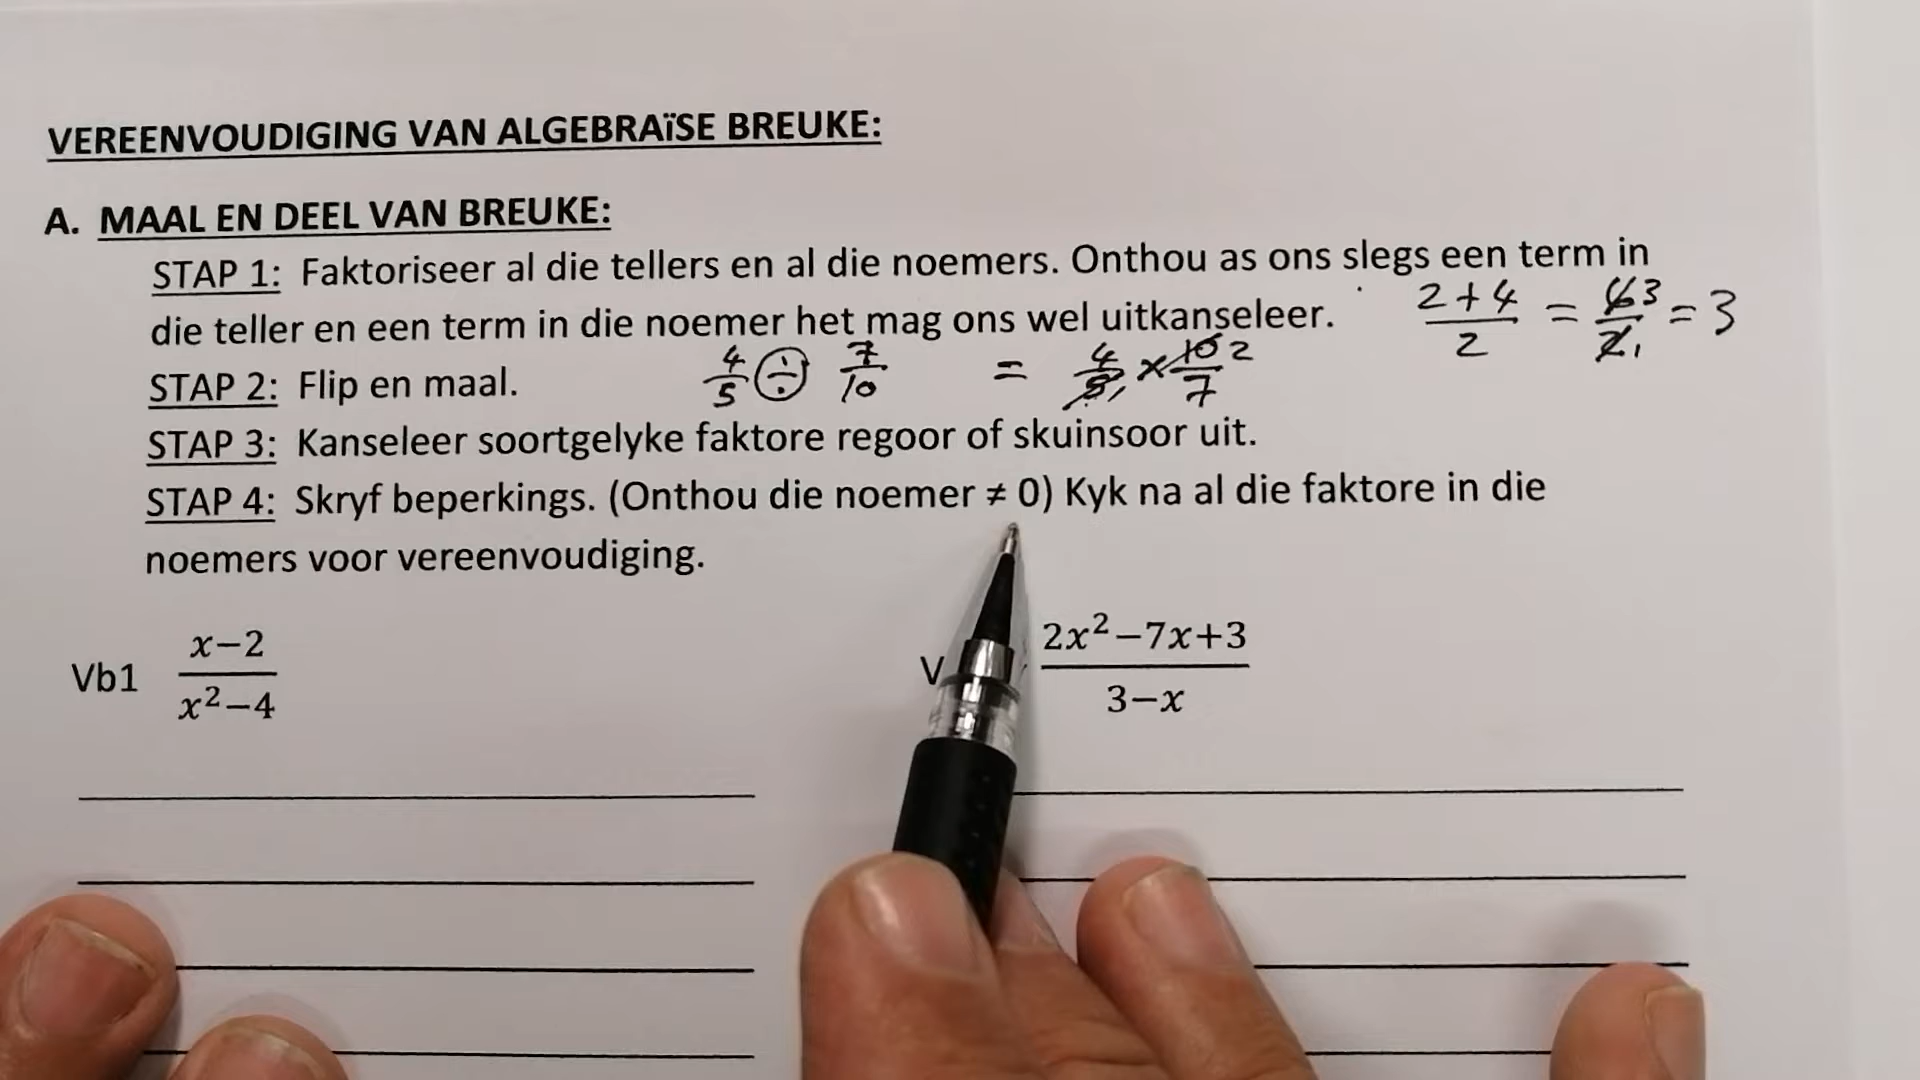 VEREENVOUDIGING VAN ALGEBRAïSE BREUKE:
A. MAAL EN DEEL VAN BREUKE:
STAP 1: Faktoriseer al die tellers en al die noemers. Onthou as ons slegs een term in
die teller en een term in die noemer het mag ons wel uitkanseleer. (2+4)/2 = 6 3/2 1 = 3
STAP 2: Flip en maal. 4/5 ÷ 7/10 = 4/5 1 × 10 2/7
STAP 3: Kanseleer soortgelyke faktore regoor of skuinsoor uit.
STAP 4: Skryf beperkings. (Onthou die noemer ≠ 0) Kyk na al die faktore in die
noemers voor vereenvoudiging.
Vb1 (x−2)/(x²−4)
V (2x²−7x+3)/(3−x)